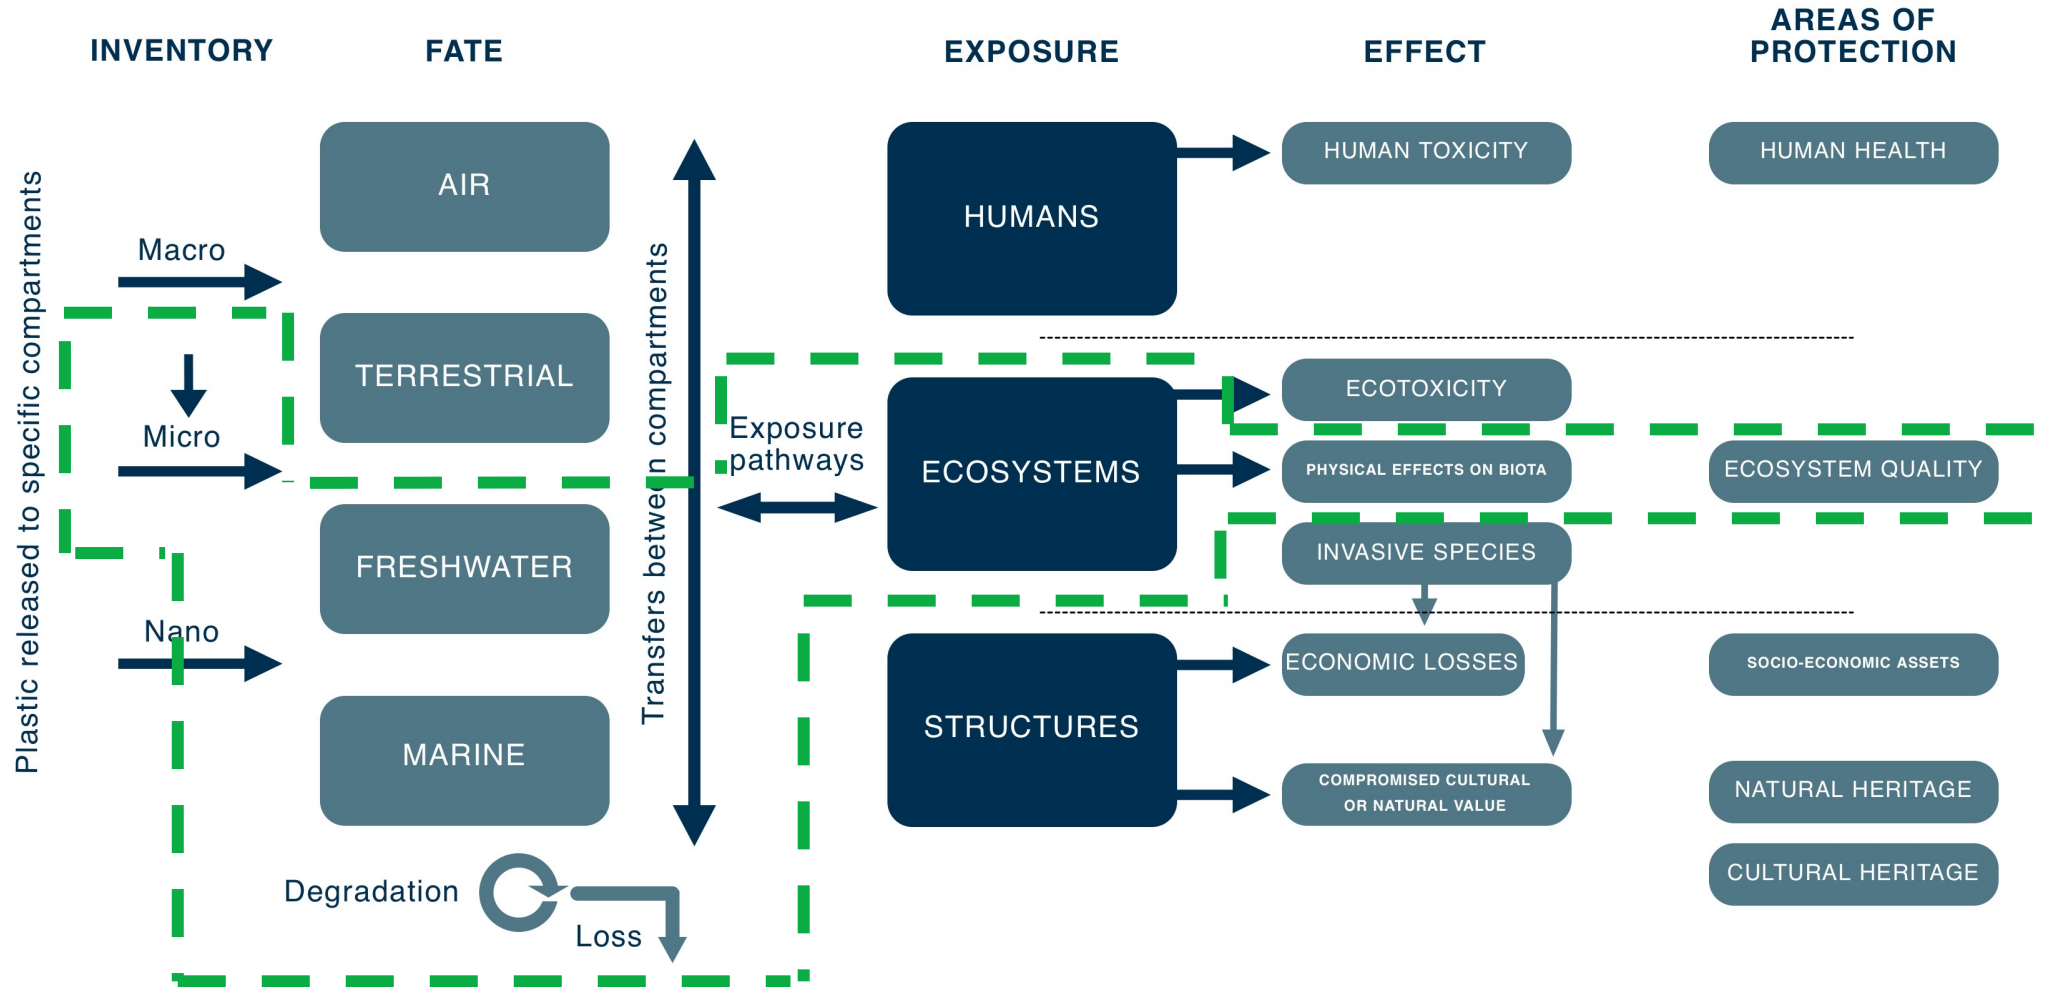 INVENTORY
FATE
EXPOSURE
EFFECT
AREAS OF
PROTECTION
Plastic released to specific compartments
Macro
Micro
Nano
AIR
TERRESTRIAL
FRESHWATER
MARINE
Degradation
Loss
Transfers between compartments
Exposure
pathways
HUMANS
ECOSYSTEMS
STRUCTURES
HUMAN TOXICITY
ECOTOXICITY
PHYSICAL EFFECTS ON BIOTA
INVASIVE SPECIES
ECONOMIC LOSSES
COMPROMISED CULTURAL
OR NATURAL VALUE
HUMAN HEALTH
ECOSYSTEM QUALITY
SOCIO-ECONOMIC ASSETS
NATURAL HERITAGE
CULTURAL HERITAGE